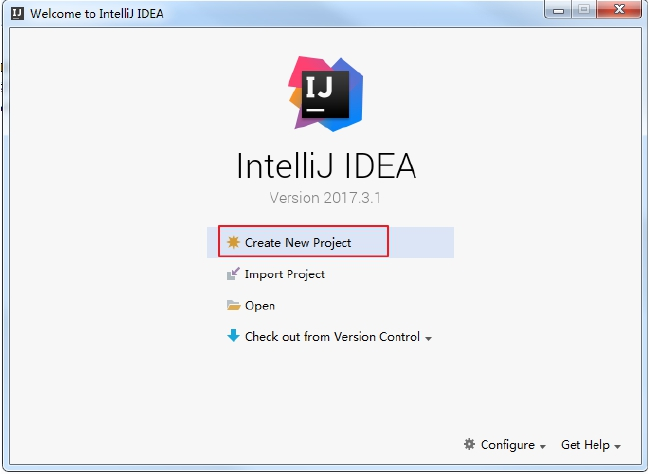 Welcome to IntelliJ IDEA
IJ
IntelliJ IDEA
Version 2017.3.1
Create New Project
Import Project
Open
Check out from Version Control
Configure
Get Help